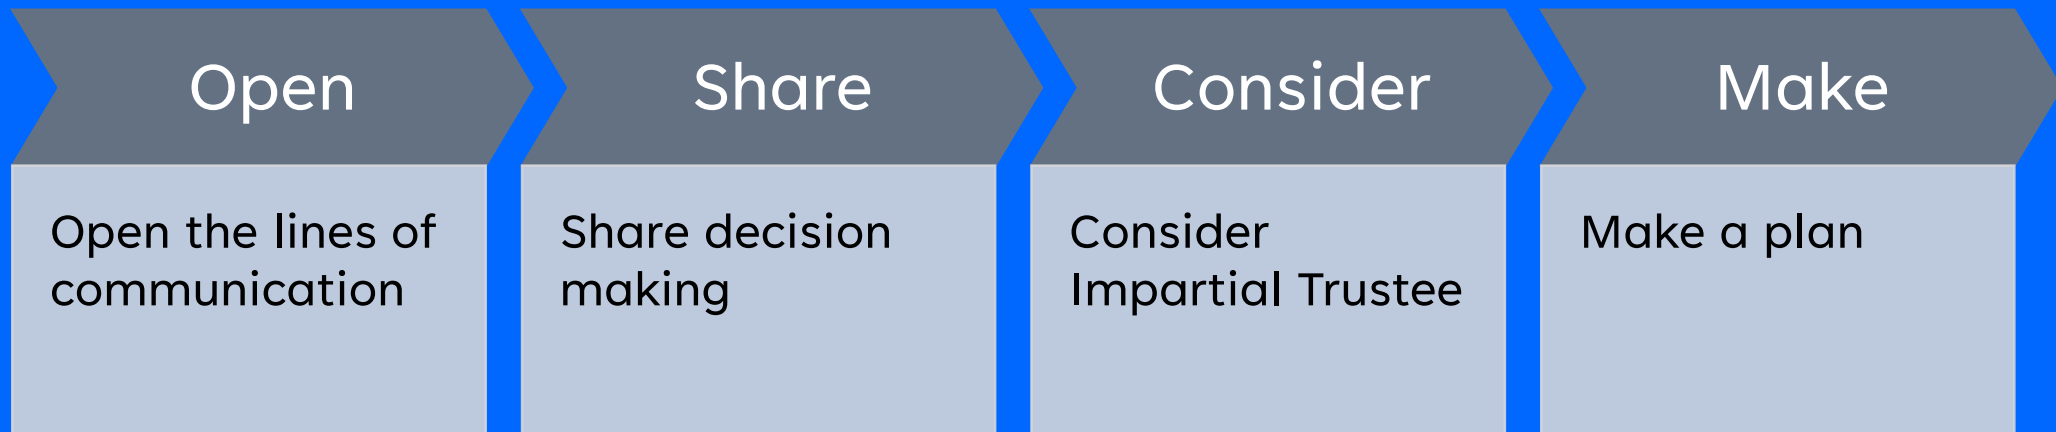 Open
Open the lines of
communication
Share
Share decision
making
Consider
Consider
Impartial Trustee
Make
Make a plan